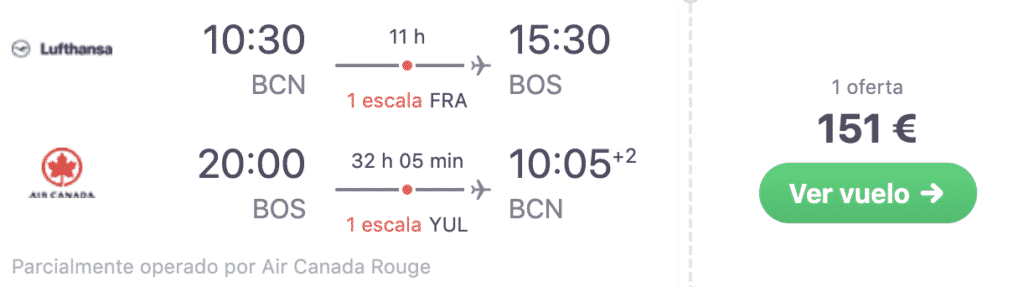 Lufthansa
10:30
BCN
11 h
1 escala FRA
15:30
BOS
AIR CANADA
20:00
BOS
32 h 05 min
1 escala YUL
10:05+2
BCN
Parcialmente operado por Air Canada Rouge
1 oferta
151 €
Ver vuelo →